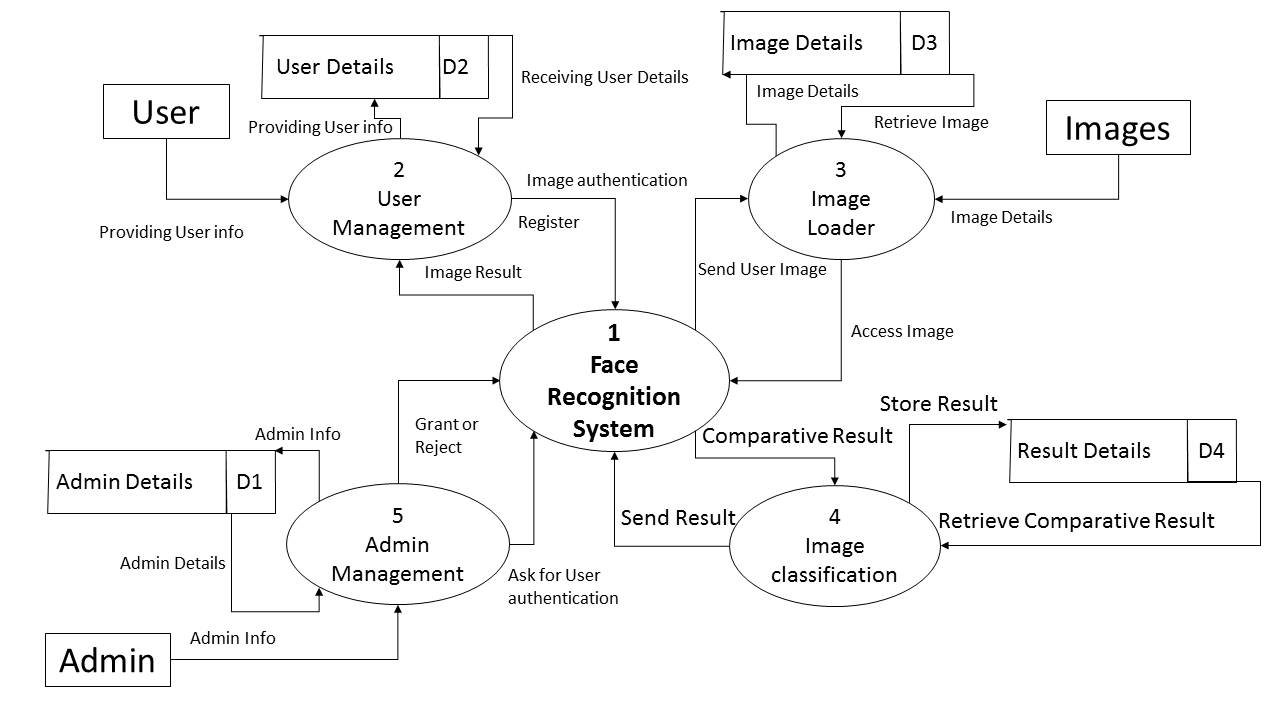 User Details
D2
Receiving User Details
Providing User info
User
Providing User info
2
User
Management
Image authentication
Register
Image Result
Image Details
D3
Image Details
Retrieve Image
Images
Image Details
3
Image
Loader
Send User Image
Access Image
1
Face
Recognition
System
Grant or
Reject
Admin Info
Admin Details
D1
Admin Details
5
Admin
Management
Ask for User
authentication
Admin Info
Admin
Comparative Result
Store Result
Result Details
D4
Send Result
4
Image
classification
Retrieve Comparative Result